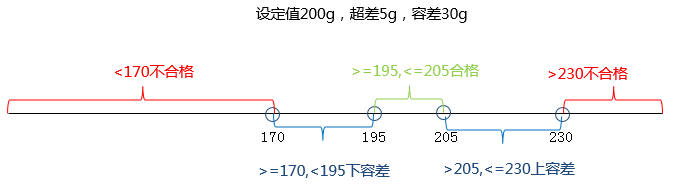 设定值200g，超差5g，容差30g
<170不合格
>=195,<=205合格
>230不合格
170
195
205
230
>=170,<195下容差
>205,<=230上容差